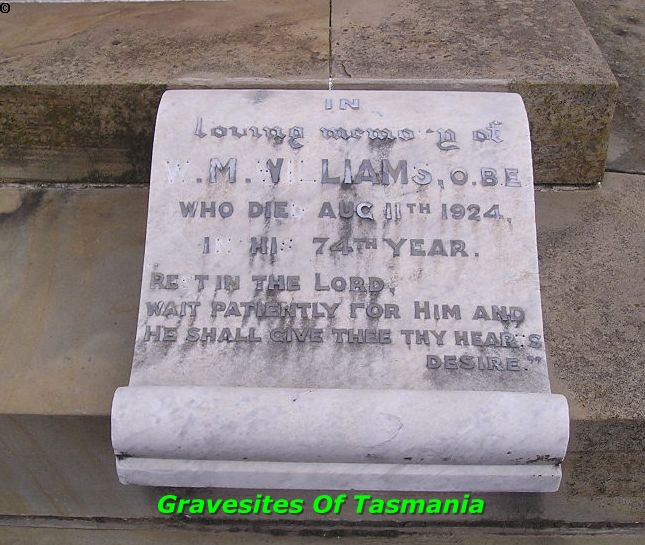 ©
IN
loving memory of
W. M. WILLIAMS, O.B.E
WHO DIED AUG 11TH 1924,
IN HIS 74TH YEAR.
REST IN THE LORD,
WAIT PATIENTLY FOR HIM AND
HE SHALL GIVE THEE THY HEARTS
DESIRE."
Gravesites Of Tasmania